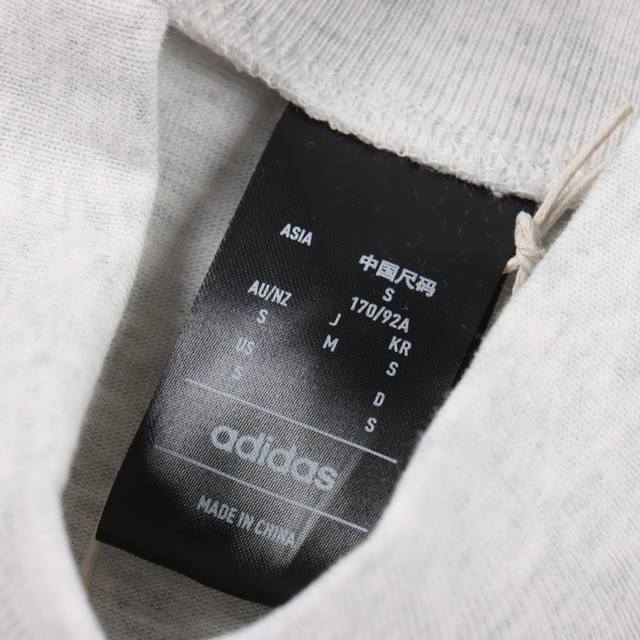 ASIA
中国尺码
S
170/92A
AU/NZ
S
J
M
KR
S
US
S
D
S
adidas
MADE IN CHINA